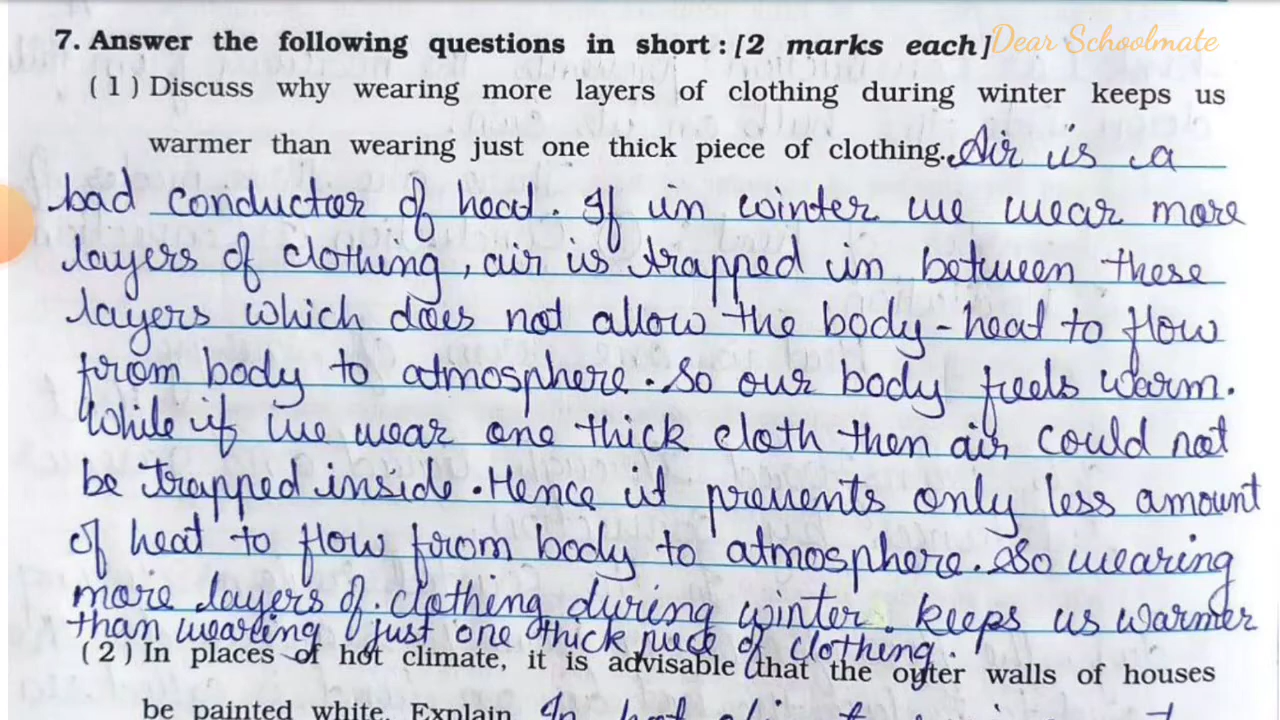 7. Answer the following questions in short : [2 marks each] Dear Schoolmate
( 1 ) Discuss why wearing more layers of clothing during winter keeps us
warmer than wearing just one thick piece of clothing. Air is a
bad conductor of heat. If in winter we wear more
layers of clothing, air is trapped in between these
layers which does not allow the body-heat to flow
from body to atmosphere. So our body feels warm.
While if we wear one thick cloth then air could not
be trapped inside. Hence it prevents only less amount
of heat to flow from body to atmosphere. So wearing
more layers of clothing during winter keeps us warmer
than wearing just one thick piece of clothing.
( 2 ) In places of hot climate, it is advisable that the outer walls of houses
be painted white. Explain In hot